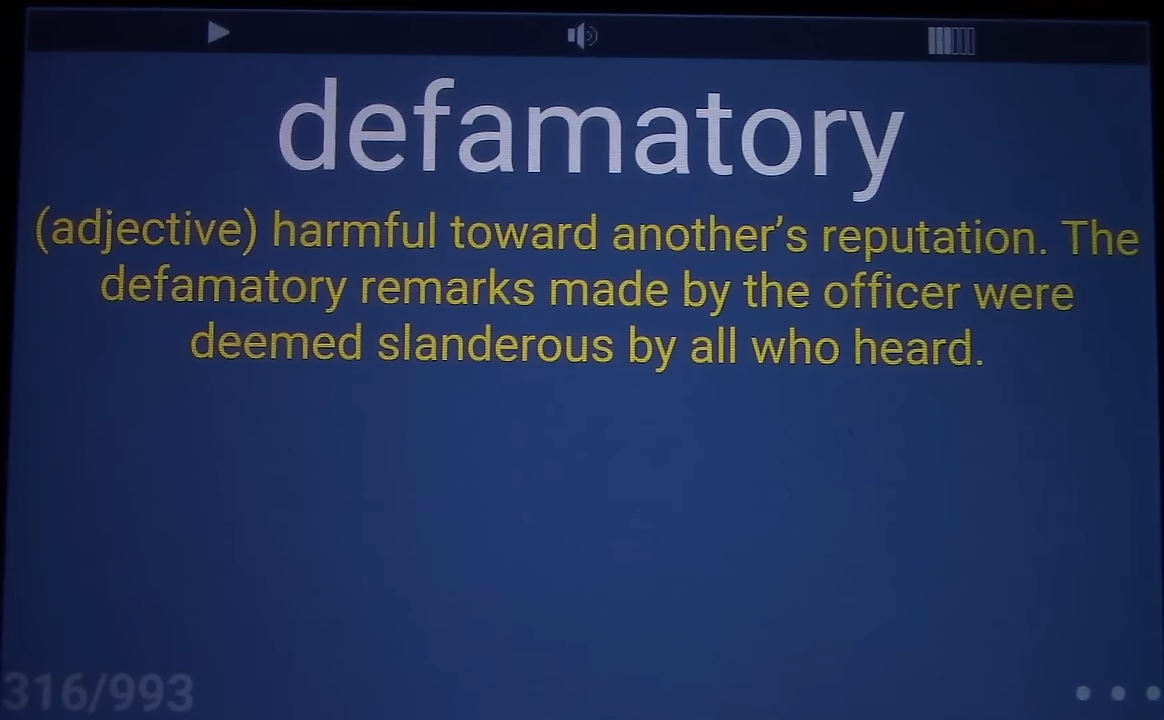 defamatory
(adjective) harmful toward another's reputation. The
defamatory remarks made by the officer were
deemed slanderous by all who heard.
316/993